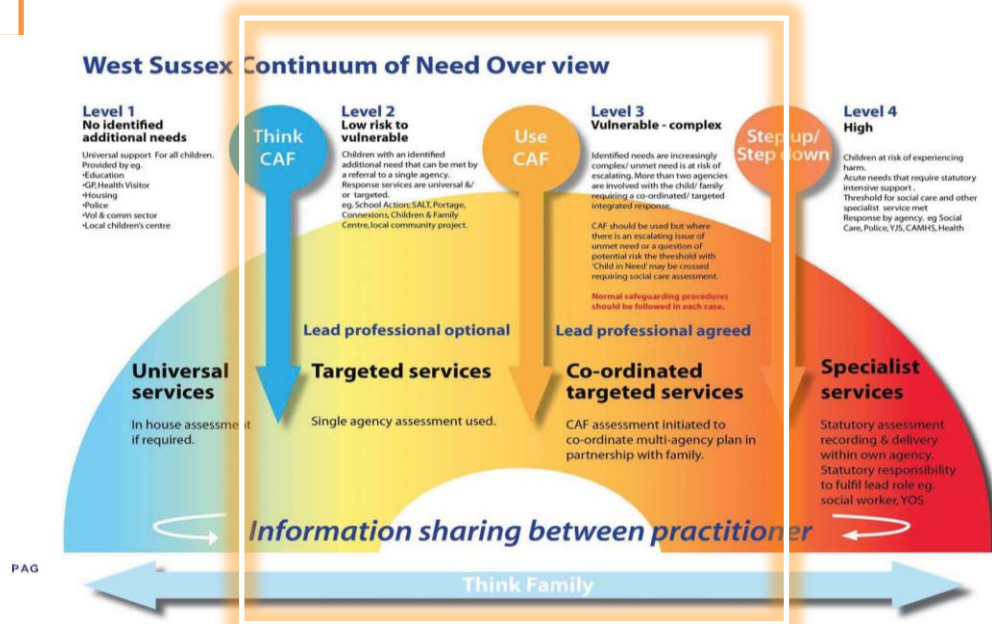 West Sussex Continuum of Need Over view
Level 1
No identified
additional needs
Universal support For all children.
Provided by eg.
•Education
•GP, Health Visitor
•Housing
•Police
•Vol & comm sector
•Local children's centre
Think
CAF
Level 2
Low risk to
vulnerable
Children with an identified
additional need that can be met by
a referral to a single agency.
Response services are universal &/
or targeted.
eg. School Action; SALT, Portage,
Connexions, Children & Family
Centre, local community project.
Use
CAF
Level 3
Vulnerable - complex
Identified needs are increasingly
complex/ unmet need is at risk of
escalating. More than two agencies
are involved with the child/ family
requiring a co-ordinated/ targeted
integrated response.
CAF should be used but where
there is an escalating issue of
unmet need or a question of
potential risk the threshold with
'Child in Need' may be crossed
requiring social care assessment.
Normal safeguarding procedures
should be followed in each case.
Step up/
Step down
Level 4
High
Children at risk of experiencing
harm.
Acute needs that require statutory
intensive support .
Threshold for social care and other
specialist service met
Response by agency. eg Social
Care, Police, YJS, CAMHS, Health
Lead professional optional
Lead professional agreed
Universal
services
In house assessment
if required.
Targeted services
Single agency assessment used.
Co-ordinated
targeted services
CAF assessment initiated to
co-ordinate multi-agency plan in
partnership with family.
Specialist
services
Statutory assessment
recording & delivery
within own agency.
Statutory responsibility
to fulfil lead role eg.
social worker, YOS
Information sharing between practitioner
PAG
Think Family